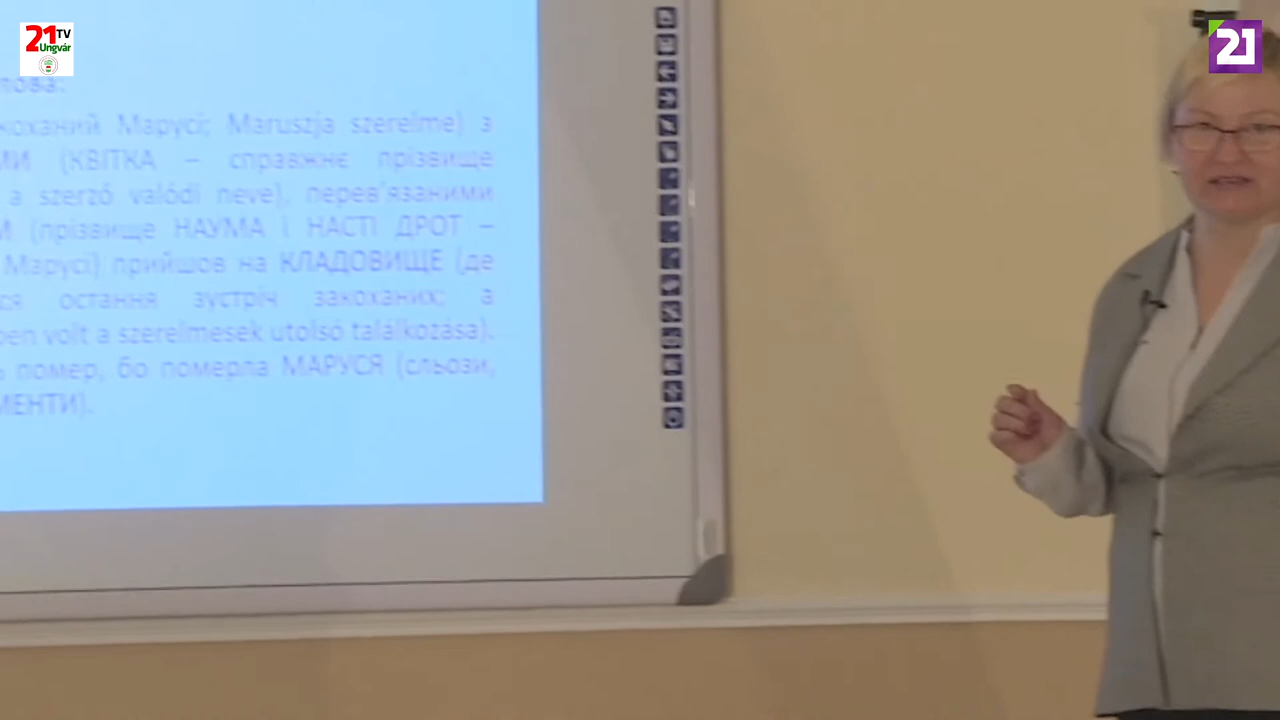 21 TV
Ungvár
21
лова:
коханий Марусі; Maruszja szerelme) з
МИ (КВІТКА – справжнє прізвище
a szerző valódi neve), перев'язаними
М (прізвище НАУМА і НАСТІ ДРОТ –
Марусі) прийшов на КЛАДОВИЩЕ (де
ся остання зустріч закоханих; a
ben volt a szerelmesek utolsó találkozása).
ь помер, бо померла МАРУСЯ (сльози,
МЕНТИ).